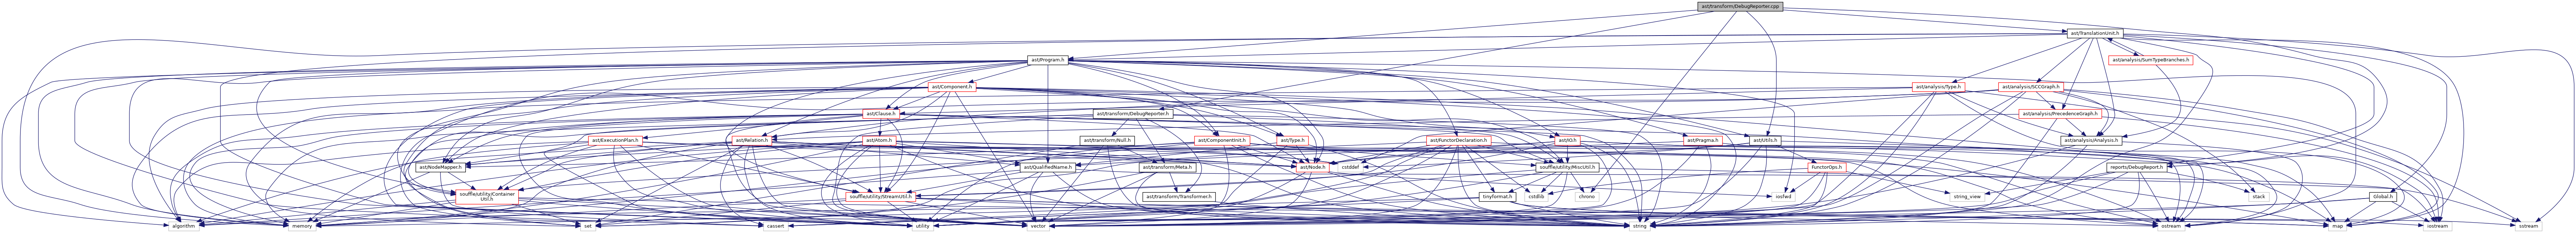 ast/transform/DebugReporter.cpp
ast/TranslationUnit.h
ast/Program.h
ast/analysis/SumTypeBranches.h
ast/Component.h
ast/analysis/Type.h
ast/analysis/SCCGraph.h
ast/Clause.h
ast/transform/DebugReporter.h
ast/analysis/PrecedenceGraph.h
ast/ExecutionPlan.h
ast/Relation.h
ast/Atom.h
ast/transform/Null.h
ast/ComponentInit.h
ast/Type.h
ast/FunctorDeclaration.h
ast/IO.h
ast/Pragma.h
ast/Utils.h
ast/analysis/Analysis.h
ast/NodeMapper.h
ast/QualifiedName.h
ast/transform/Meta.h
ast/Node.h
cstddef
souffle/utility/MiscUtil.h
FunctorOps.h
reports/DebugReport.h
souffle/utility/Container
Util.h
souffle/utility/StreamUtil.h
ast/transform/Transformer.h
tinyformat.h
cstdlib
chrono
iosfwd
string_view
stack
Global.h
algorithm
memory
set
cassert
utility
vector
string
ostream
map
iostream
sstream